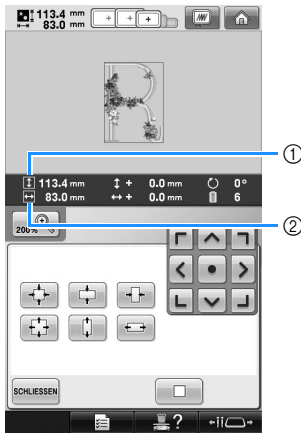 113.4 mm
83.0 mm
①
113.4 mm + 0.0 mm 0°
83.0 mm + 0.0 mm 6
②
200%
SCHLIESSEN
?